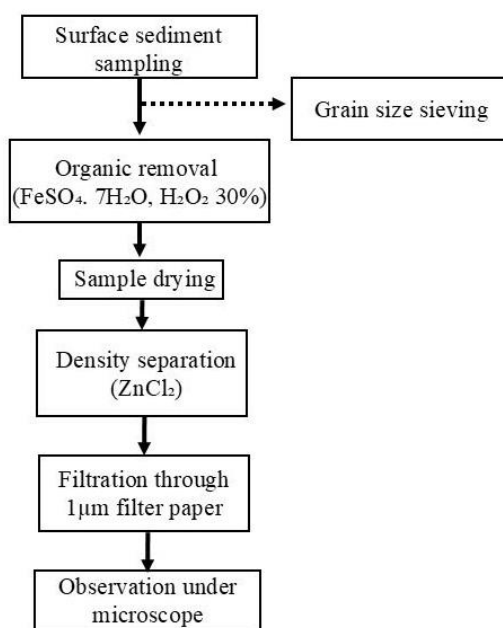 Surface sediment
sampling
Grain size sieving
Organic removal
(FeSO₄. 7H₂O, H₂O₂ 30%)
Sample drying
Density separation
(ZnCl₂)
Filtration through
1µm filter paper
Observation under
microscope